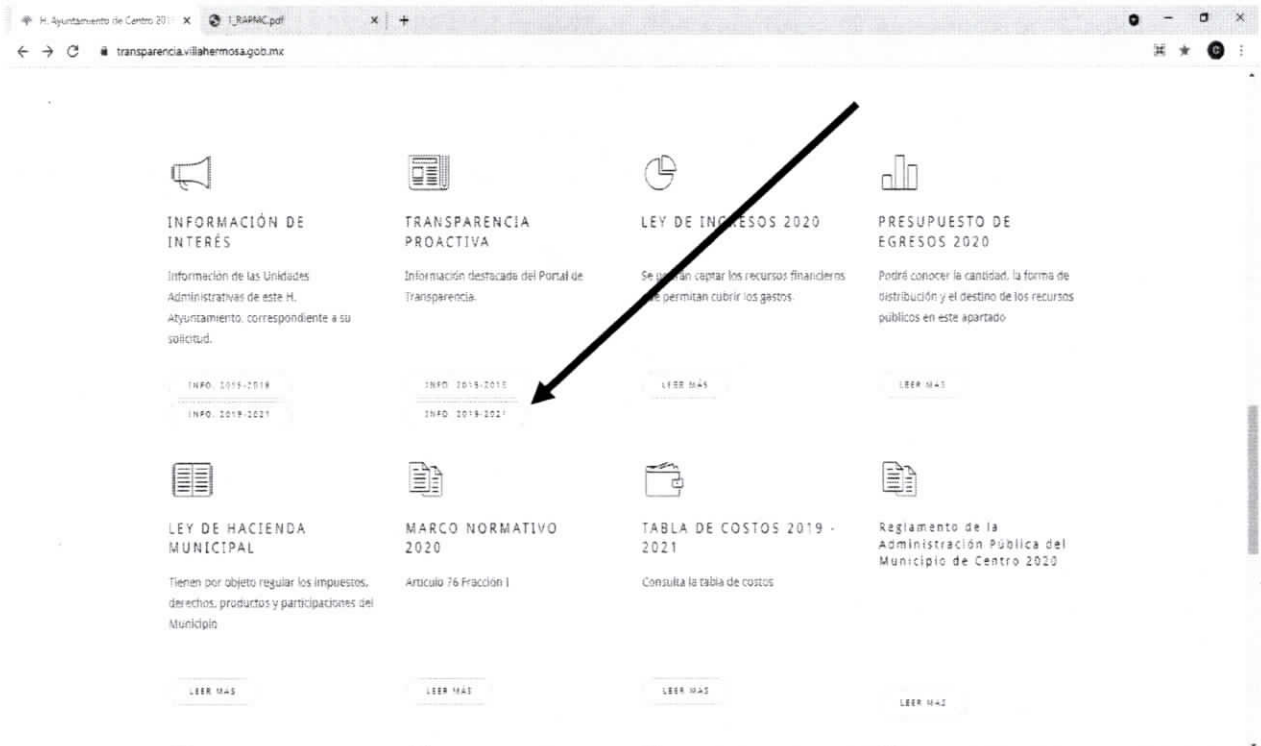 H. Ayuntamiento de Centro 201
1_RAPMC.pdf
transparencia.villahermosa.gob.mx
INFORMACIÓN DE
INTERÉS
Información de las Unidades
Administrativas de este H.
Atyuntamiento, correspondiente a su
solicitud.
INFO. 2019-2021
TRANSPARENCIA
PROACTIVA
Información destacada del Portal de
Transparencia.
INFO. 2019-2021
LEY DE INGRESOS 2020
Se podrán captar los recursos financieros
que permitan cubrir los gastos
LEER MÁS
PRESUPUESTO DE
EGRESOS 2020
Podrá conocer la cantidad, la forma de
distribución y el destino de los recursos
públicos en este apartado
LEER MÁS
LEY DE HACIENDA
MUNICIPAL
Tienen por objeto regular los impuestos,
derechos, productos y participaciones del
Municipio
LEER MÁS
MARCO NORMATIVO
2020
Artículo 76 Fracción I
LEER MÁS
TABLA DE COSTOS 2019 -
2021
Consulta la tabla de costos
LEER MÁS
Reglamento de la
Administración Pública del
Municipio de Centro 2020
LEER MÁS